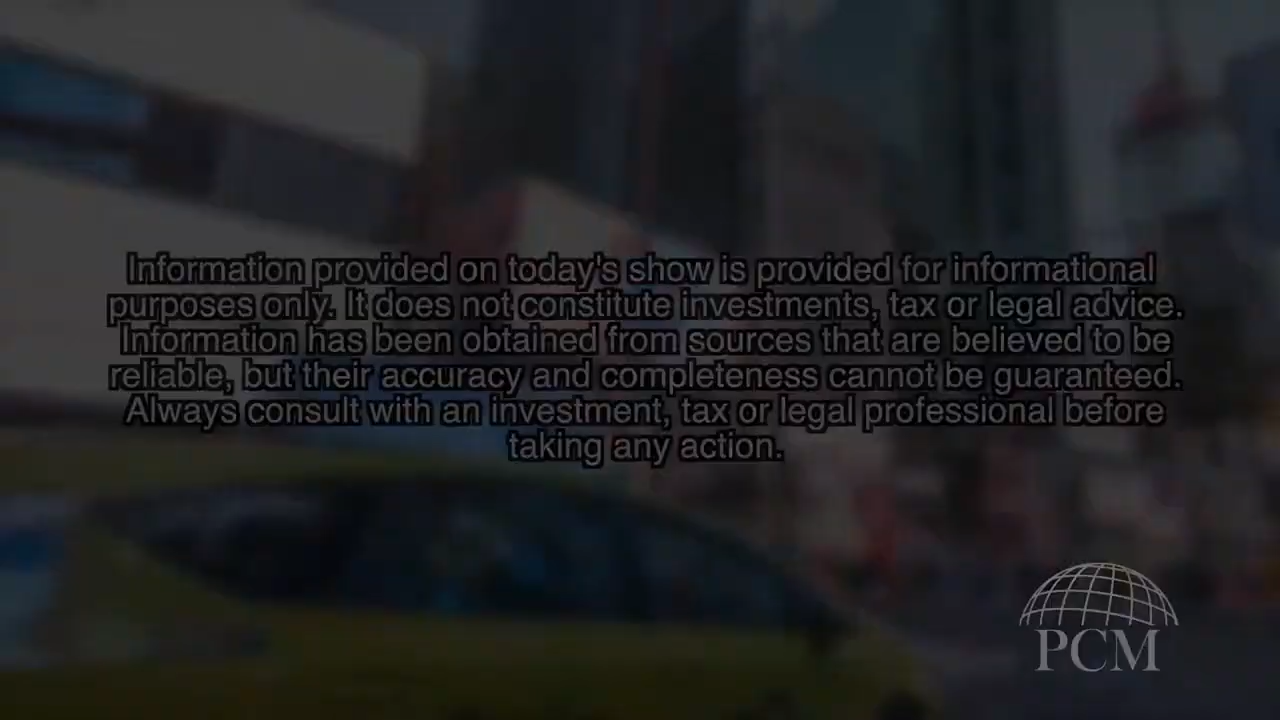 Information provided on today's show is provided for informational
purposes only. It does not constitute investments, tax or legal advice.
Information has been obtained from sources that are believed to be
reliable, but their accuracy and completeness cannot be guaranteed.
Always consult with an investment, tax or legal professional before
taking any action.
PCM